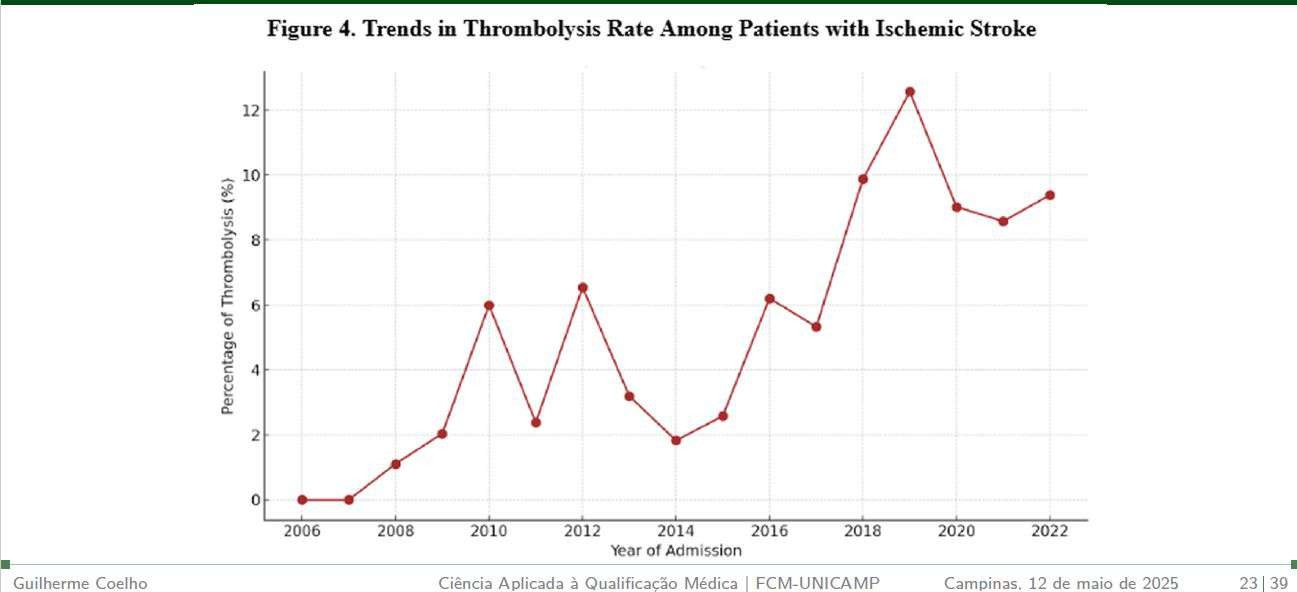 Figure 4. Trends in Thrombolysis Rate Among Patients with Ischemic Stroke
Percentage of Thrombolysis (%)
12
10
8
6
4
2
0
2006 2008 2010 2012 2014 2016 2018 2020 2022
Year of Admission
Guilherme Coelho Ciência Aplicada à Qualificação Médica | FCM-UNICAMP Campinas, 12 de maio de 2025 23 | 39